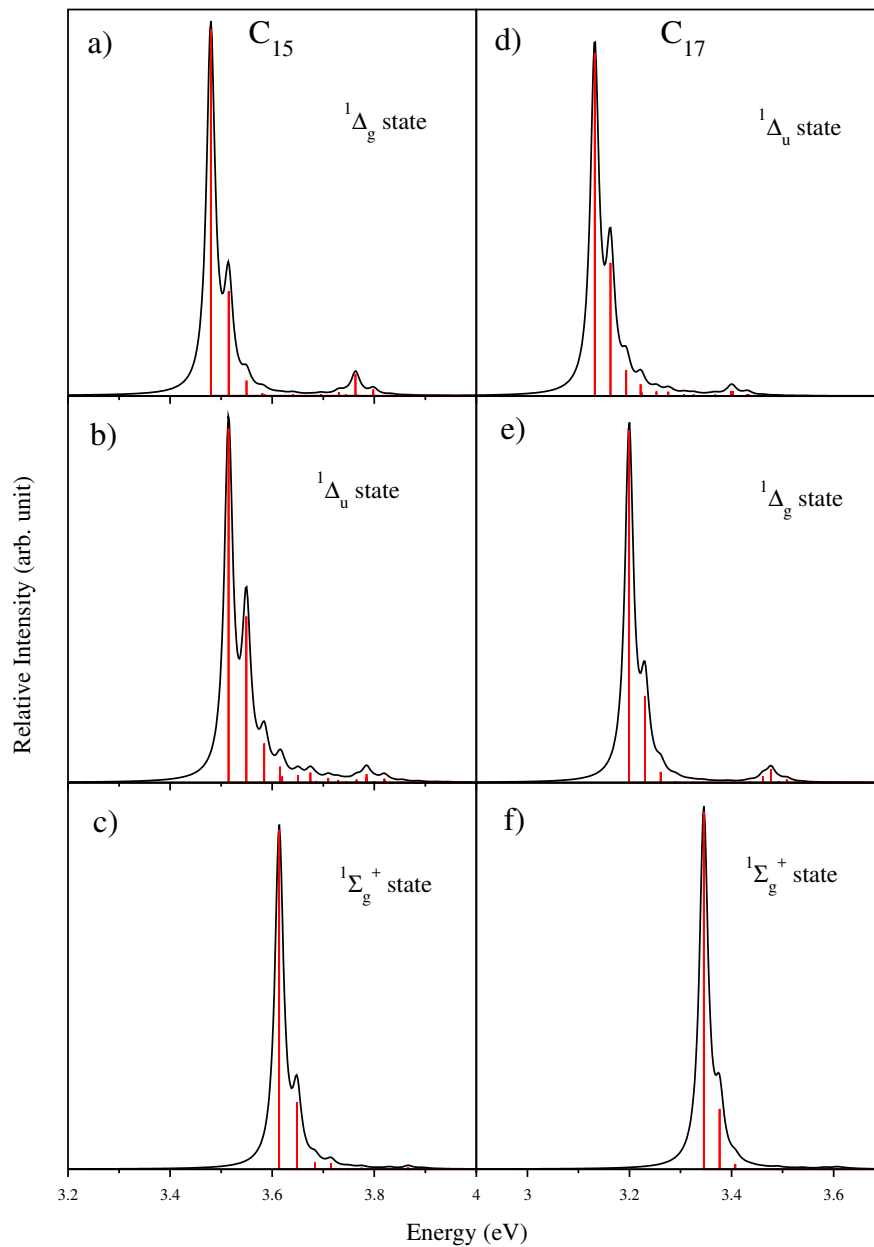 a)
C₁₅
¹Δg state
d)
C₁₇
¹Δu state
b)
¹Δu state
e)
¹Δg state
c)
¹Σg⁺ state
f)
¹Σg⁺ state
Relative Intensity (arb. unit)
3.2 3.4 3.6 3.8 4 3 3.2 3.4 3.6
Energy (eV)